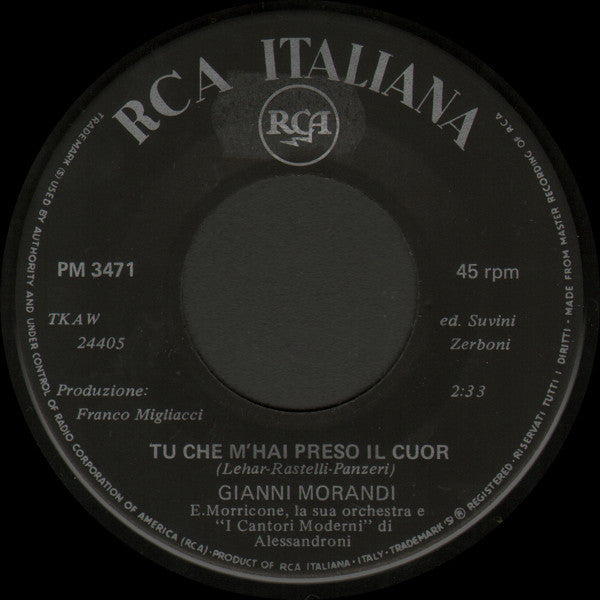 RCA ITALIANA
RCA
PM 3471
45 rpm
TKAW
24405
ed. Suvini
Zerboni
Produzione:
Franco Migliacci
2:33
TU CHE M'HAI PRESO IL CUOR
(Lehar-Rastelli-Panzeri)
GIANNI MORANDI
E.Morricone, la sua orchestra e
"I Cantori Moderni" di
Alessandroni
TRADEMARK (S) USED BY AUTHORITY AND UNDER CONTROL OF RADIO CORPORATION OF AMERICA (RCA)·PRODUCT OF RCA ITALIANA·ITALY·TRADEMARK(S)® REGISTERED·RISERVATI TUTTI I DIRITTI - MADE FROM MASTER RECORDING OF RCA